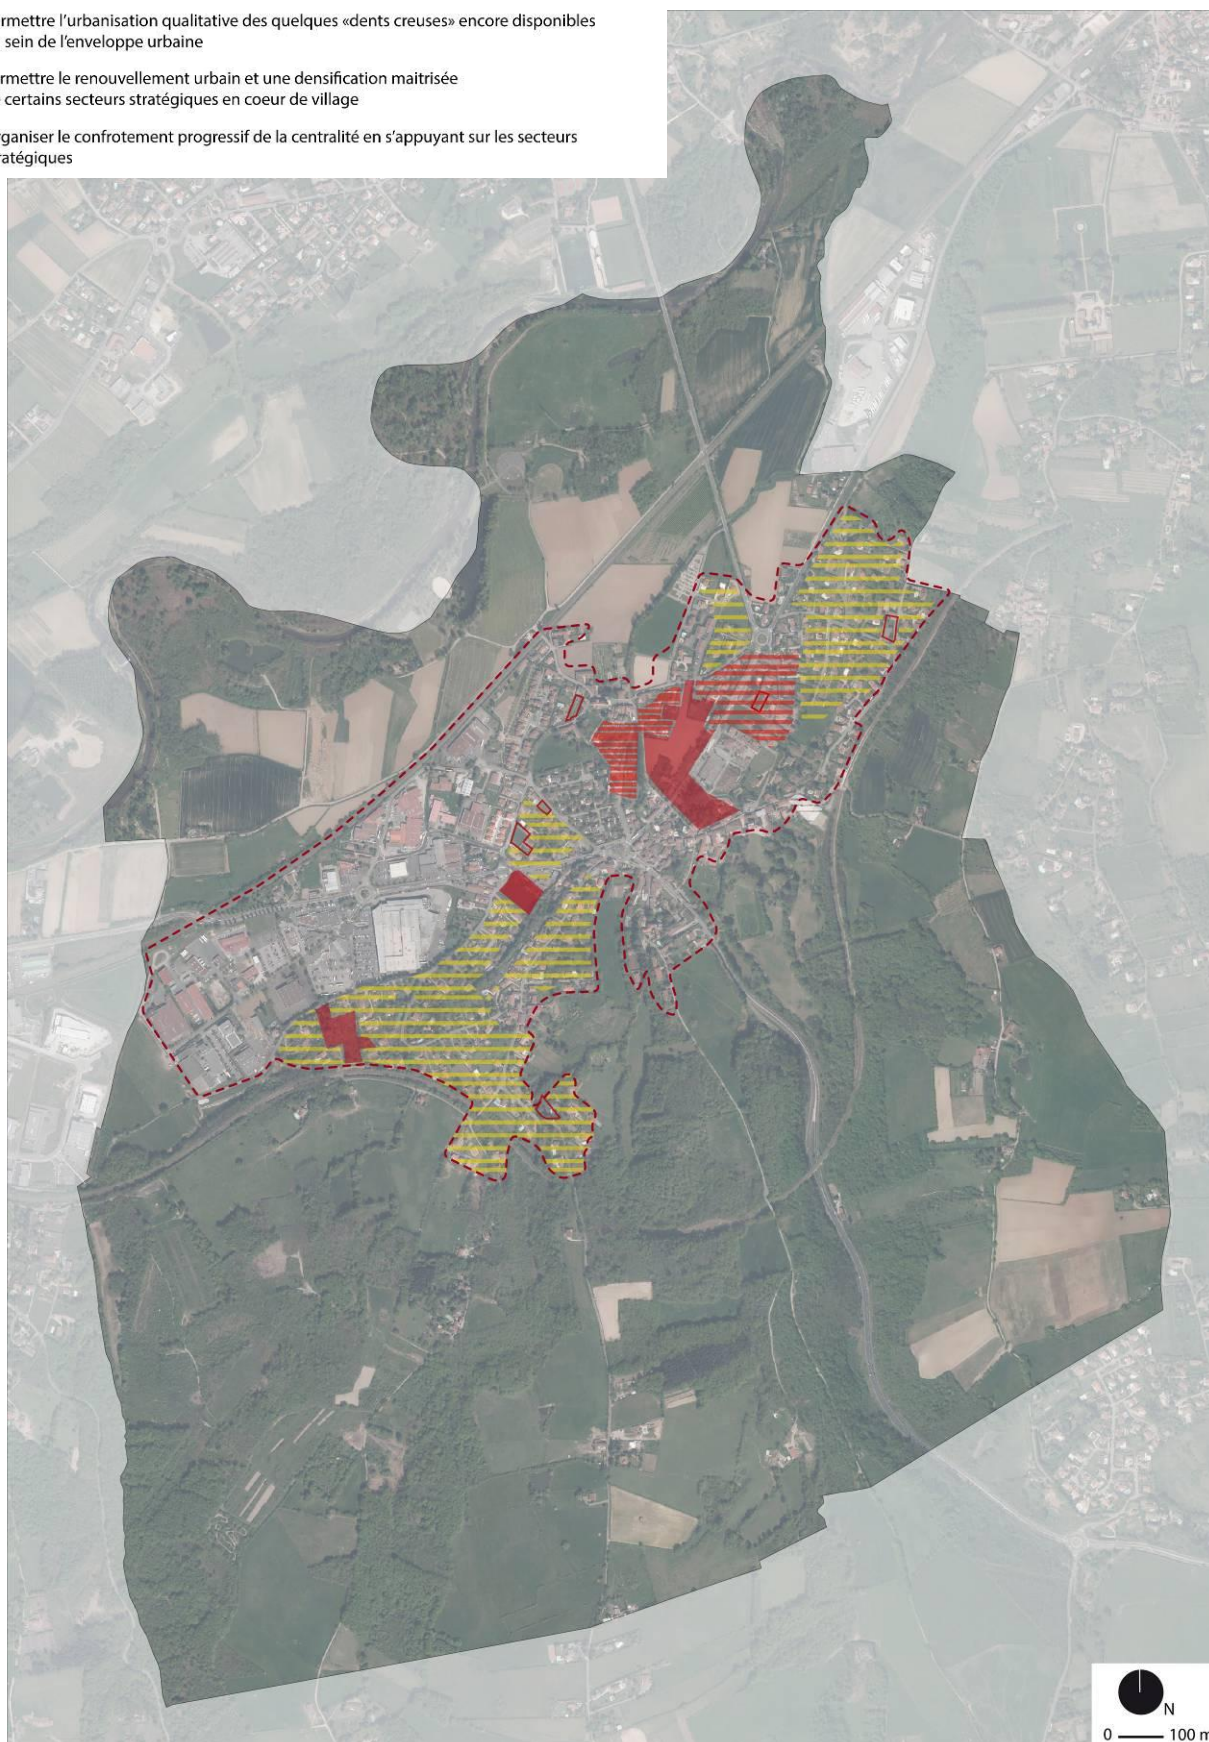 rmettre l'urbanisation qualitative des quelques «dents creuses» encore disponibles
sein de l'enveloppe urbaine
rmettre le renouvellement urbain et une densification maitrisée
certains secteurs stratégiques en coeur de village
rganiser le confrotement progressif de la centralité en s'appuyant sur les secteurs
ratégiques
N
0 100 m